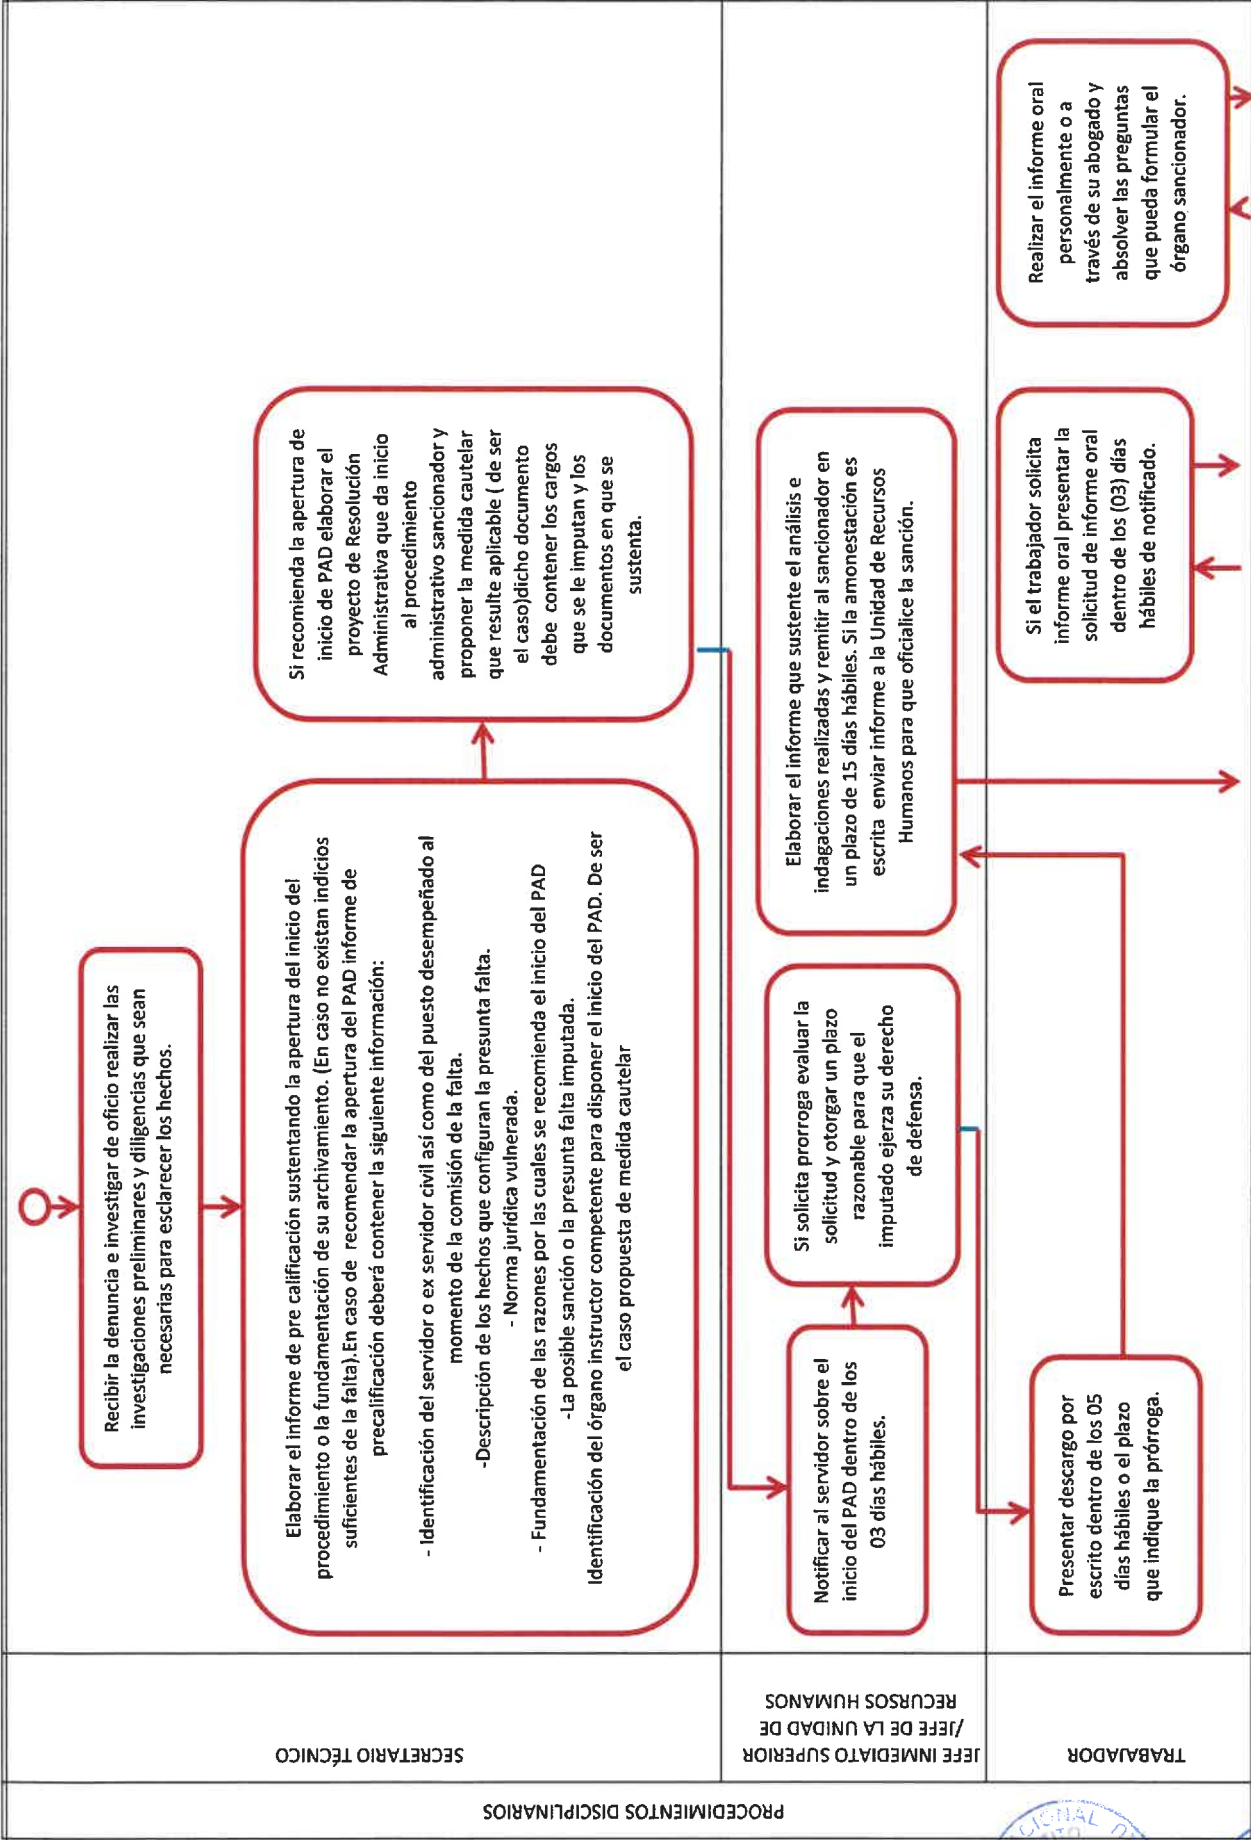 PROCEDIMIENTOS DISCIPLINARIOS
SECRETARIO TÉCNICO
Recibir la denuncia e investigar de oficio realizar las
investigaciones preliminares y diligencias que sean
necesarias para esclarecer los hechos.
Elaborar el informe de pre calificación sustentando la apertura del inicio del
procedimiento o la fundamentación de su archivamiento. (En caso no existan indicios
suficientes de la falta).En caso de recomendar la apertura del PAD informe de
precalificación deberá contener la siguiente información:
- Identificación del servidor o ex servidor civil así como del puesto desempeñado al
momento de la comisión de la falta.
-Descripción de los hechos que configuran la presunta falta.
- Norma jurídica vulnerada.
- Fundamentación de las razones por las cuales se recomienda el inicio del PAD
-La posible sanción o la presunta falta imputada.
Identificación del órgano instructor competente para disponer el inicio del PAD. De ser
el caso propuesta de medida cautelar
Si recomienda la apertura de
inicio de PAD elaborar el
proyecto de Resolución
Administrativa que da inicio
al procedimiento
administrativo sancionador y
proponer la medida cautelar
que resulte aplicable ( de ser
el caso)dicho documento
debe contener los cargos
que se le imputan y los
documentos en que se
sustenta.
JEFE INMEDIATO SUPERIOR
/JEFE DE LA UNIDAD DE
RECURSOS HUMANOS
Notificar al servidor sobre el
inicio del PAD dentro de los
03 días hábiles.
Si solicita prorroga evaluar la
solicitud y otorgar un plazo
razonable para que el
imputado ejerza su derecho
de defensa.
Elaborar el informe que sustente el análisis e
indagaciones realizadas y remitir al sancionador en
un plazo de 15 días hábiles. Si la amonestación es
escrita enviar informe a la Unidad de Recursos
Humanos para que oficialice la sanción.
TRABAJADOR
Presentar descargo por
escrito dentro de los 05
días hábiles o el plazo
que indique la prórroga.
Si el trabajador solicita
informe oral presentar la
solicitud de informe oral
dentro de los (03) días
hábiles de notificado.
Realizar el informe oral
personalmente o a
través de su abogado y
absolver las preguntas
que pueda formular el
órgano sancionador.